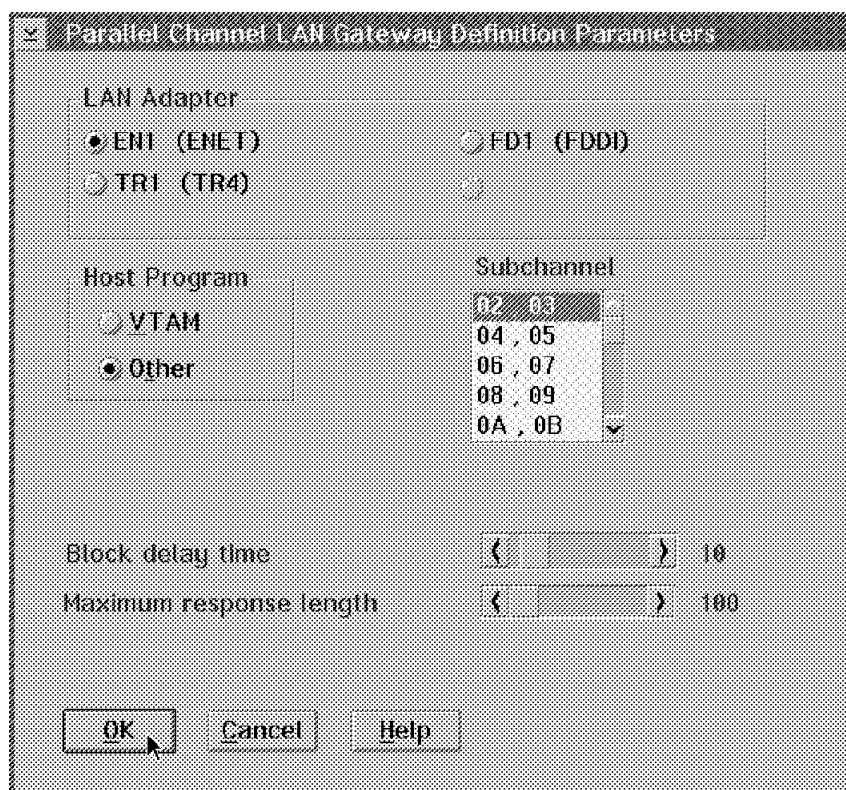 Parallel Channel LAN Gateway Definition Parameters
LAN Adapter
EN1 (ENET)
FD1 (FDDI)
TR1 (TR4)
Host Program
VTAM
Other
Subchannel
02 , 03
04 , 05
06 , 07
08 , 09
0A , 0B
Block delay time
10
Maximum response length
100
OK
Cancel
Help